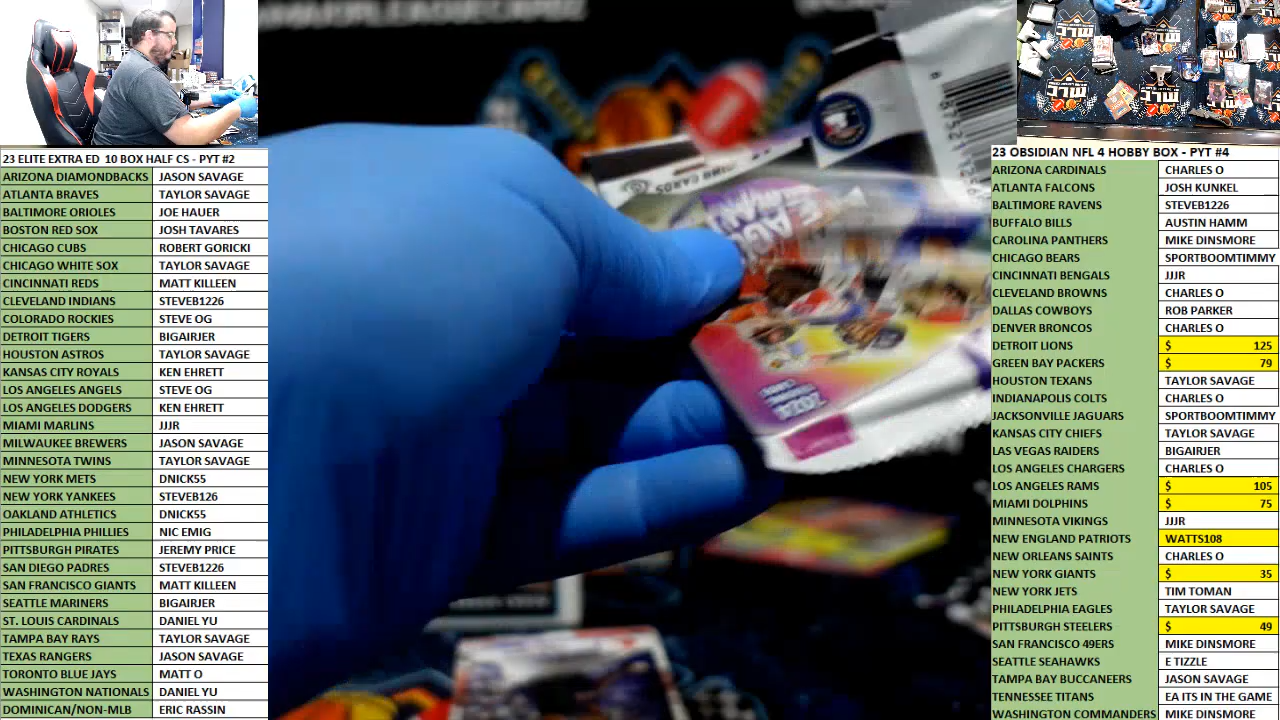 23 ELITE EXTRA ED 10 BOX HALF CS - PYT #2
ARIZONA DIAMONDBACKS JASON SAVAGE
ATLANTA BRAVES TAYLOR SAVAGE
BALTIMORE ORIOLES JOE HAUER
BOSTON RED SOX JOSH TAVARES
CHICAGO CUBS ROBERT GORICKI
CHICAGO WHITE SOX TAYLOR SAVAGE
CINCINNATI REDS MATT KILLEEN
CLEVELAND INDIANS STEVEB1226
COLORADO ROCKIES STEVE OG
DETROIT TIGERS BIGAIRJER
HOUSTON ASTROS TAYLOR SAVAGE
KANSAS CITY ROYALS KEN EHRETT
LOS ANGELES ANGELS STEVE OG
LOS ANGELES DODGERS KEN EHRETT
MIAMI MARLINS JJJR
MILWAUKEE BREWERS JASON SAVAGE
MINNESOTA TWINS TAYLOR SAVAGE
NEW YORK METS DNICK55
NEW YORK YANKEES STEVEB126
OAKLAND ATHLETICS DNICK55
PHILADELPHIA PHILLIES NIC EMIG
PITTSBURGH PIRATES JEREMY PRICE
SAN DIEGO PADRES STEVEB1226
SAN FRANCISCO GIANTS MATT KILLEEN
SEATTLE MARINERS BIGAIRJER
ST. LOUIS CARDINALS DANIEL YU
TAMPA BAY RAYS TAYLOR SAVAGE
TEXAS RANGERS JASON SAVAGE
TORONTO BLUE JAYS MATT O
WASHINGTON NATIONALS DANIEL YU
DOMINICAN/NON-MLB ERIC RASSIN
23 OBSIDIAN NFL 4 HOBBY BOX - PYT #4
ARIZONA CARDINALS CHARLES O
ATLANTA FALCONS JOSH KUNKEL
BALTIMORE RAVENS STEVEB1226
BUFFALO BILLS AUSTIN HAMM
CAROLINA PANTHERS MIKE DINSMORE
CHICAGO BEARS SPORTBOOMTIMMY
CINCINNATI BENGALS JJJR
CLEVELAND BROWNS CHARLES O
DALLAS COWBOYS ROB PARKER
DENVER BRONCOS CHARLES O
DETROIT LIONS $ 125
GREEN BAY PACKERS $ 79
HOUSTON TEXANS TAYLOR SAVAGE
INDIANAPOLIS COLTS CHARLES O
JACKSONVILLE JAGUARS SPORTBOOMTIMMY
KANSAS CITY CHIEFS TAYLOR SAVAGE
LAS VEGAS RAIDERS BIGAIRJER
LOS ANGELES CHARGERS CHARLES O
LOS ANGELES RAMS $ 105
MIAMI DOLPHINS $ 75
MINNESOTA VIKINGS JJJR
NEW ENGLAND PATRIOTS WATTS108
NEW ORLEANS SAINTS CHARLES O
NEW YORK GIANTS $ 35
NEW YORK JETS TIM TOMAN
PHILADELPHIA EAGLES TAYLOR SAVAGE
PITTSBURGH STEELERS $ 49
SAN FRANCISCO 49ERS MIKE DINSMORE
SEATTLE SEAHAWKS E TIZZLE
TAMPA BAY BUCCANEERS JASON SAVAGE
TENNESSEE TITANS EA ITS IN THE GAME
WASHINGTON COMMANDERS MIKE DINSMORE
MLC